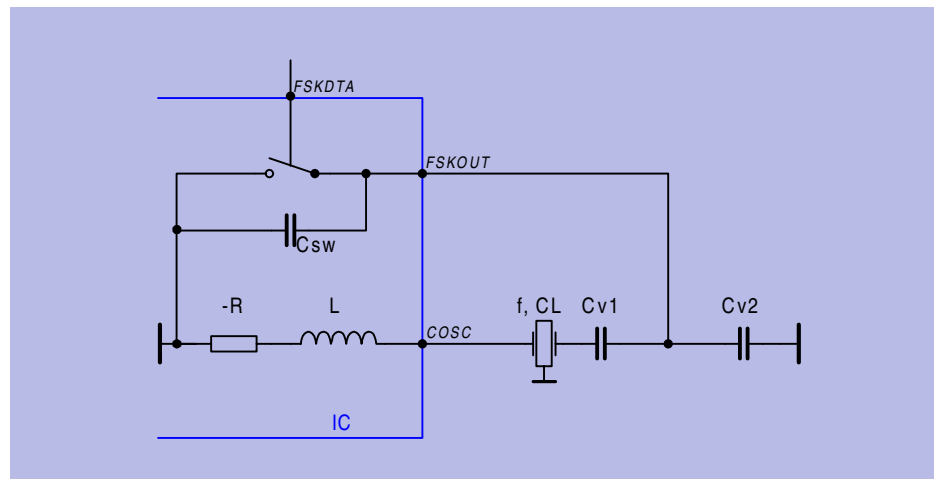 FSKDTA
FSKOUT
Csw
-R
L
f, CL
Cv1
Cv2
COSC
IC